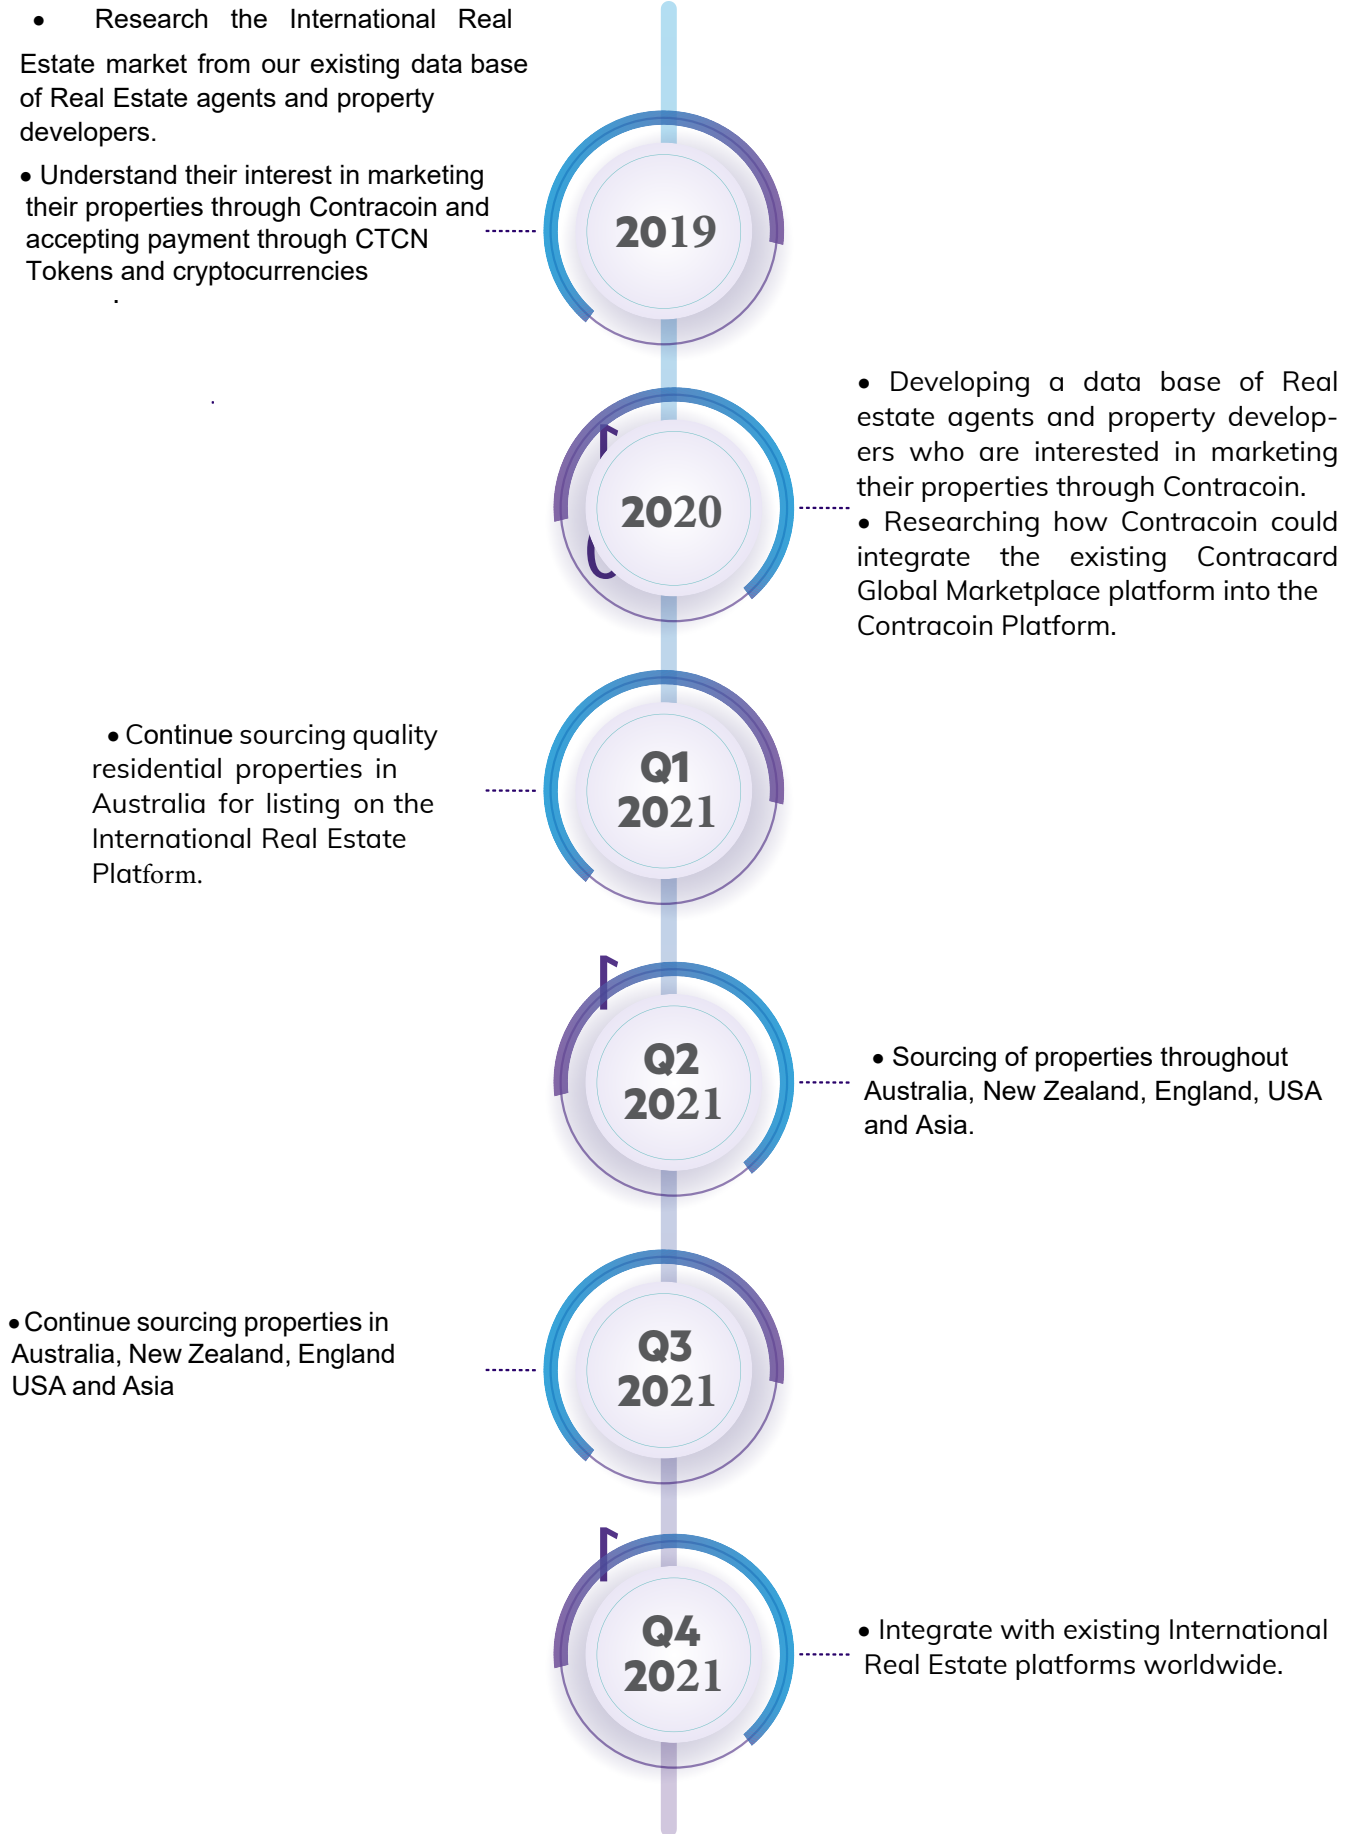 • Research the International Real
Estate market from our existing data base
of Real Estate agents and property
developers.
• Understand their interest in marketing
their properties through Contracoin and
accepting payment through CTCN
Tokens and cryptocurrencies
.
2019
.
• Developing a data base of Real
estate agents and property develop-
ers who are interested in marketing
their properties through Contracoin.
• Researching how Contracoin could
integrate the existing Contracard
Global Marketplace platform into the
Contracoin Platform.
2020
• Continue sourcing quality
residential properties in
Australia for listing on the
International Real Estate
Platform.
Q1
2021
Q2
2021
• Sourcing of properties throughout
Australia, New Zealand, England, USA
and Asia.
• Continue sourcing properties in
Australia, New Zealand, England
USA and Asia
Q3
2021
Q4
2021
• Integrate with existing International
Real Estate platforms worldwide.